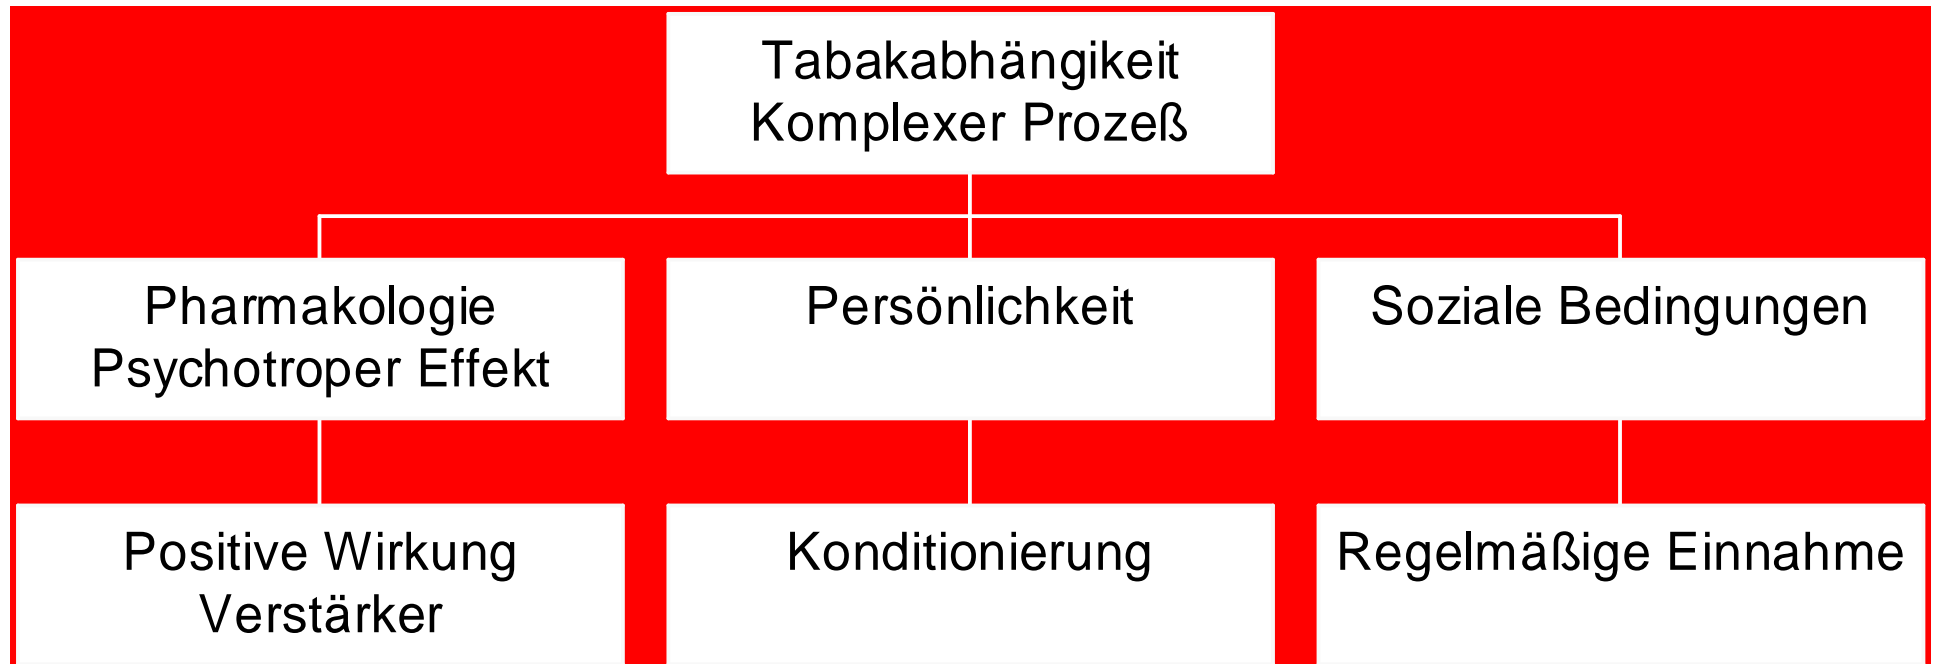 Tabakabhängikeit
Komplexer Prozeß
Pharmakologie
Psychotroper Effekt
Persönlichkeit
Soziale Bedingungen
Positive Wirkung
Verstärker
Konditionierung
Regelmäßige Einnahme